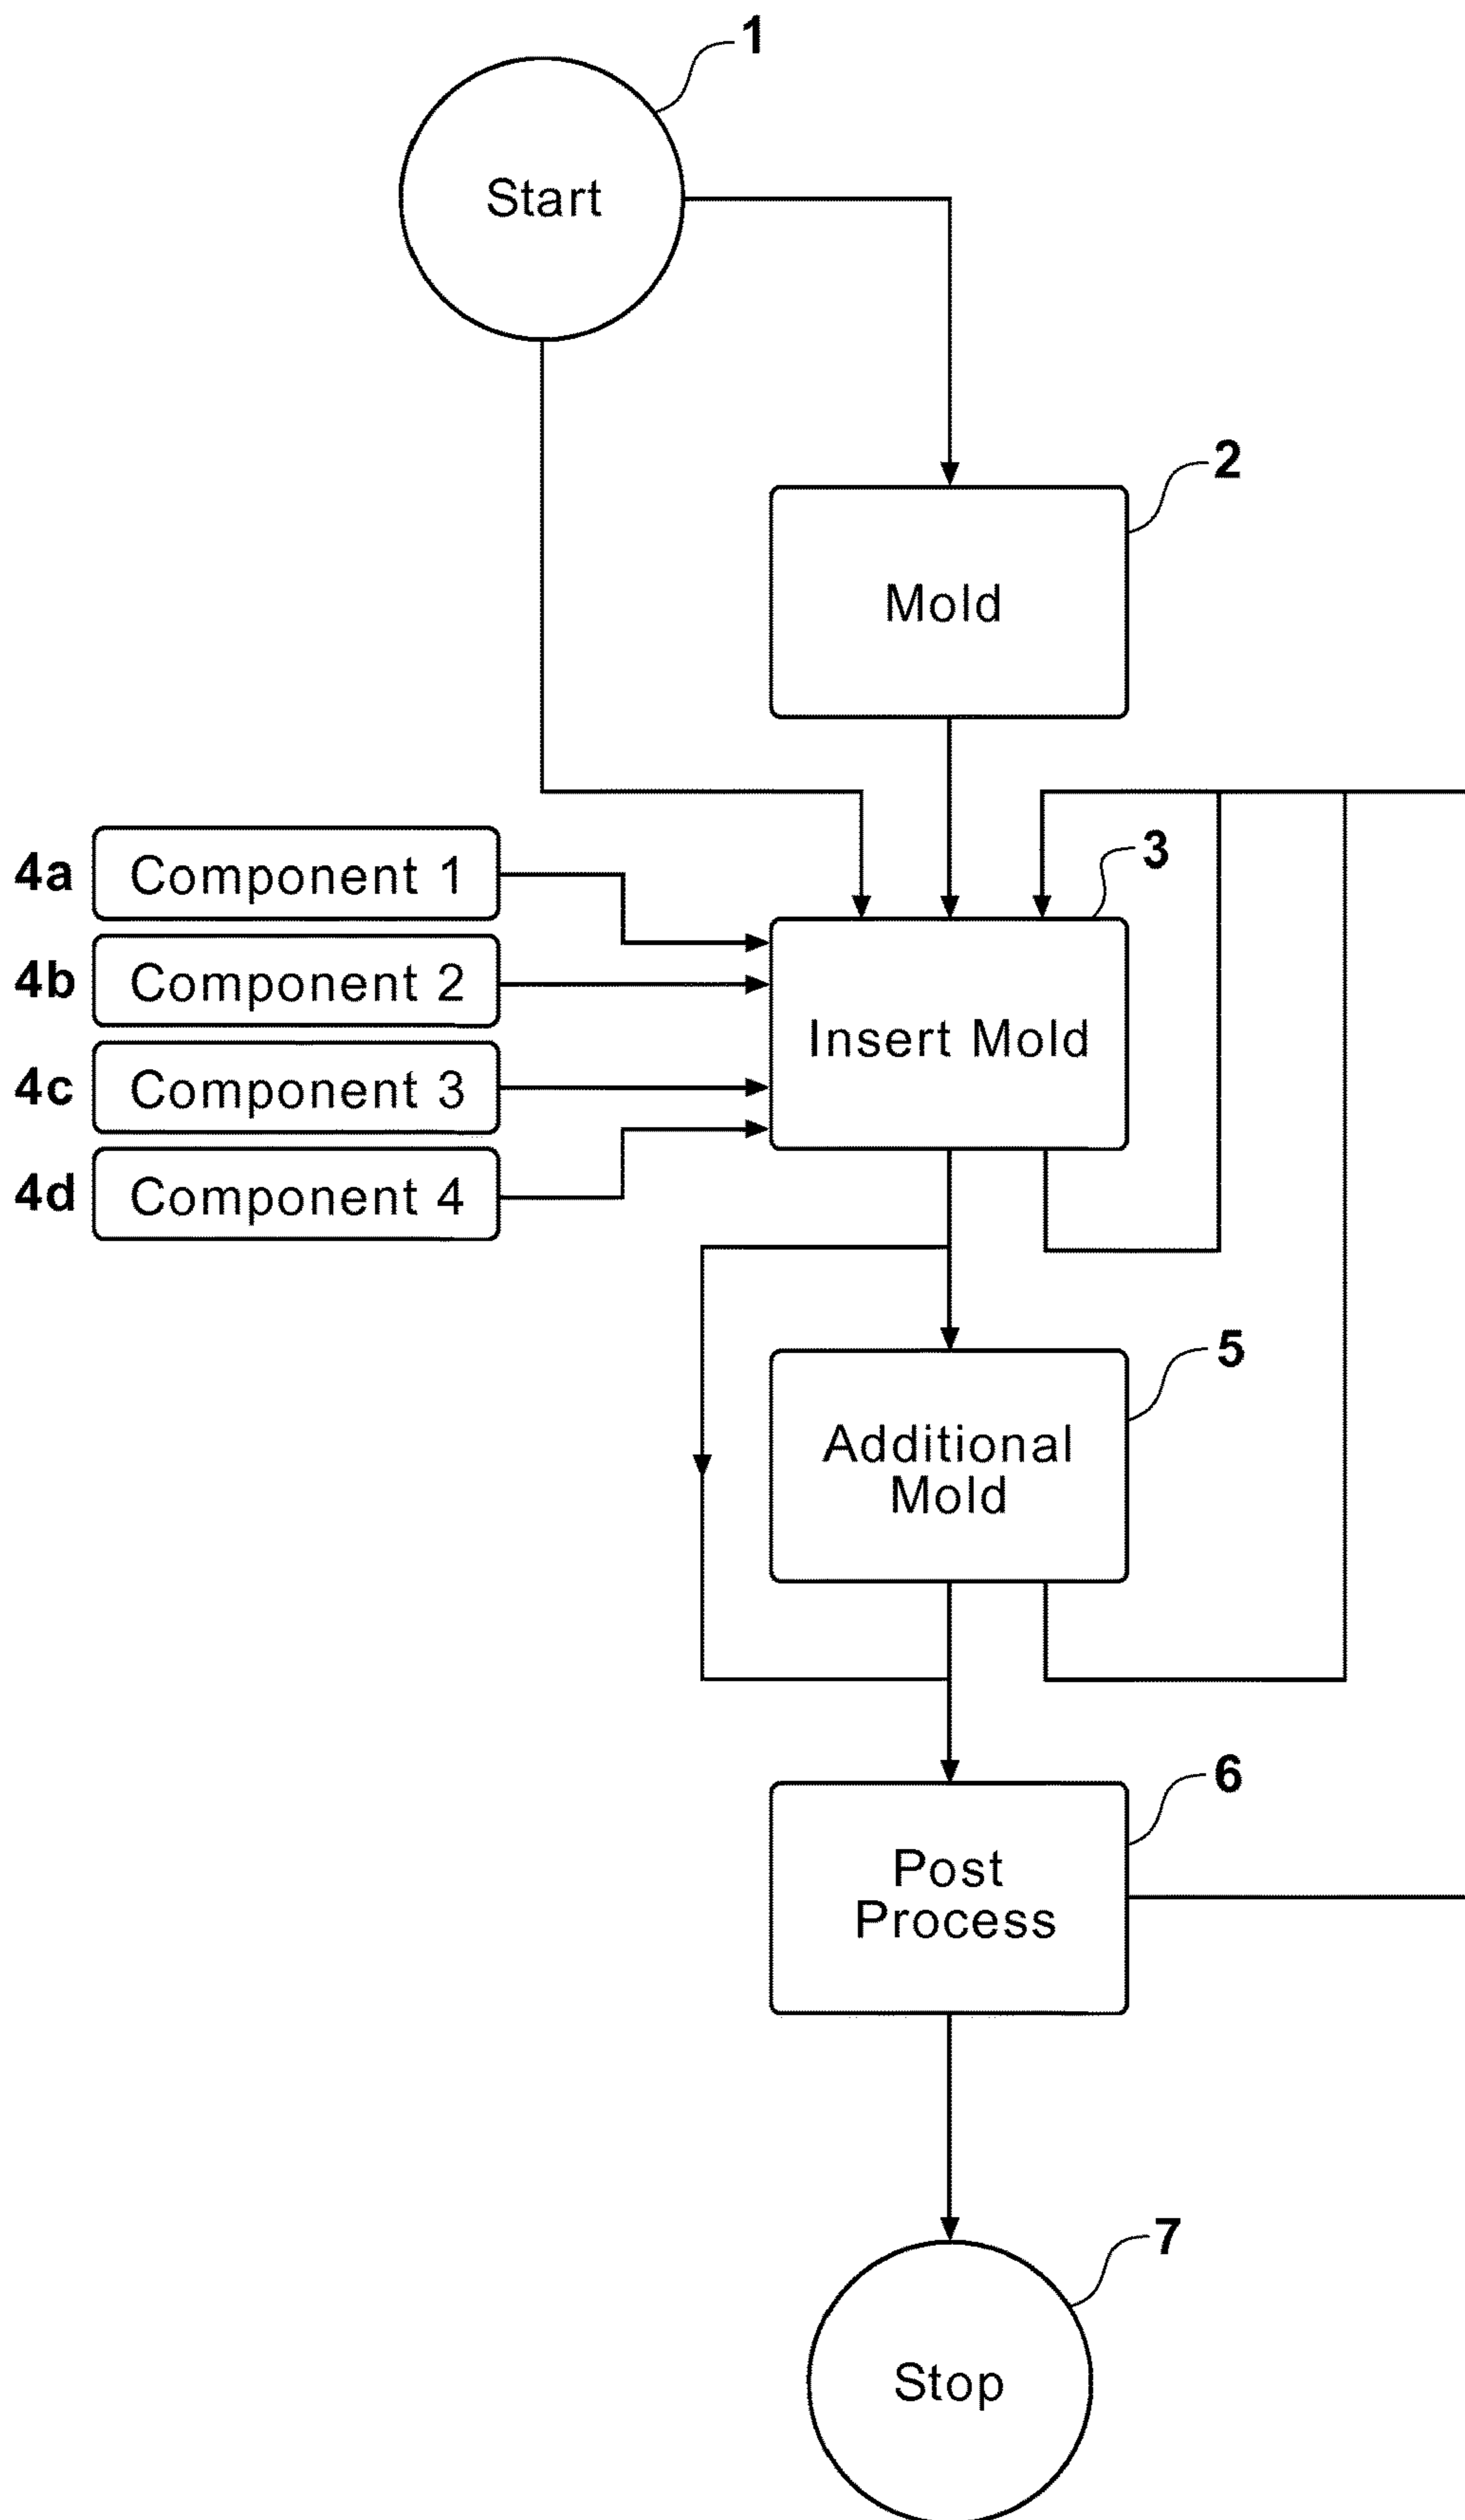 1
Start
2
Mold
3
4a Component 1
4b Component 2
Insert Mold
4c Component 3
4d Component 4
5
Additional
Mold
6
Post
Process
7
Stop